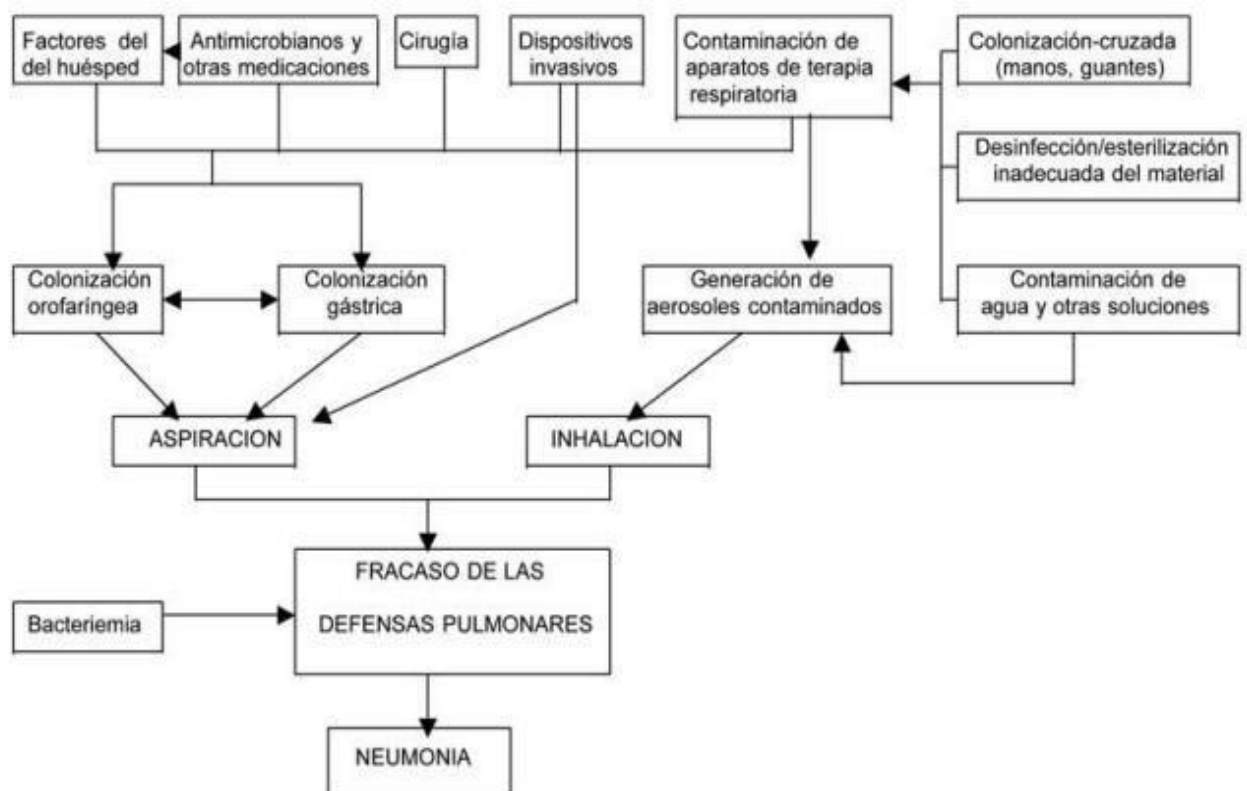 Factores del
del huésped
Antimicrobianos y
otras medicaciones
Cirugía
Dispositivos
invasivos
Contaminación de
aparatos de terapia
respiratoria
Colonización-cruzada
(manos, guantes)
Desinfección/esterilización
inadecuada del material
Colonización
orofaríngea
Colonización
gástrica
Generación de
aerosoles contaminados
Contaminación de
agua y otras soluciones
ASPIRACION
INHALACION
FRACASO DE LAS
DEFENSAS PULMONARES
Bacteriemia
NEUMONIA